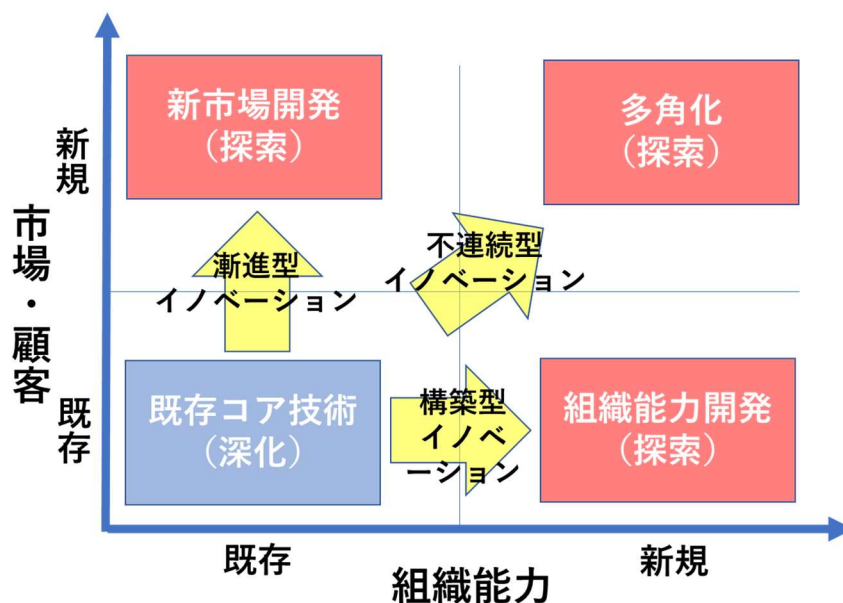 新市場開発
（探索）
多角化
（探索）
新規
市場・顧客
漸進型
イノベーション
不連続型
イノベーション
既存
既存コア技術
（深化）
構築型
イノベ
ーション
組織能力開発
（探索）
既存
組織能力
新規